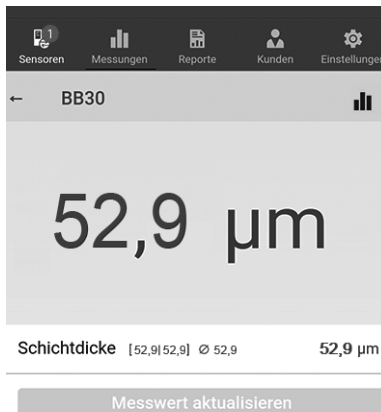 1
Sensoren Messungen Reporte Kunden Einstellungen
← BB30
52,9 µm
Schichtdicke [52,9|52,9] Ø 52,9 52,9 µm
Messwert aktualisieren